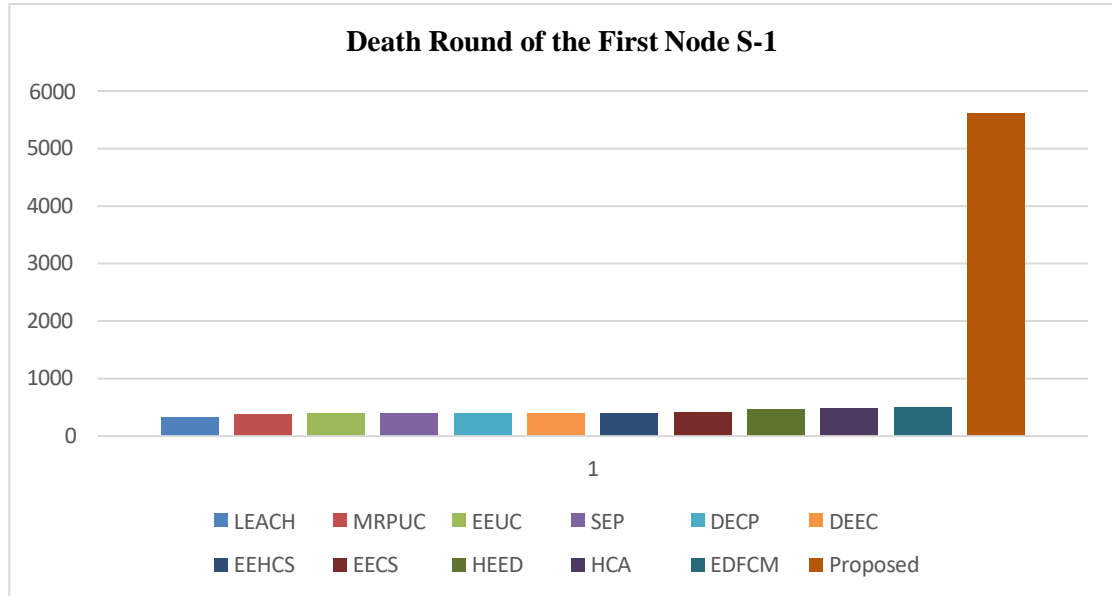 Death Round of the First Node S-1
6000
5000
4000
3000
2000
1000
0
1
LEACH MRPUC EEUC SEP DECP DEEC
EEHCS EECS HEED HCA EDFCM Proposed